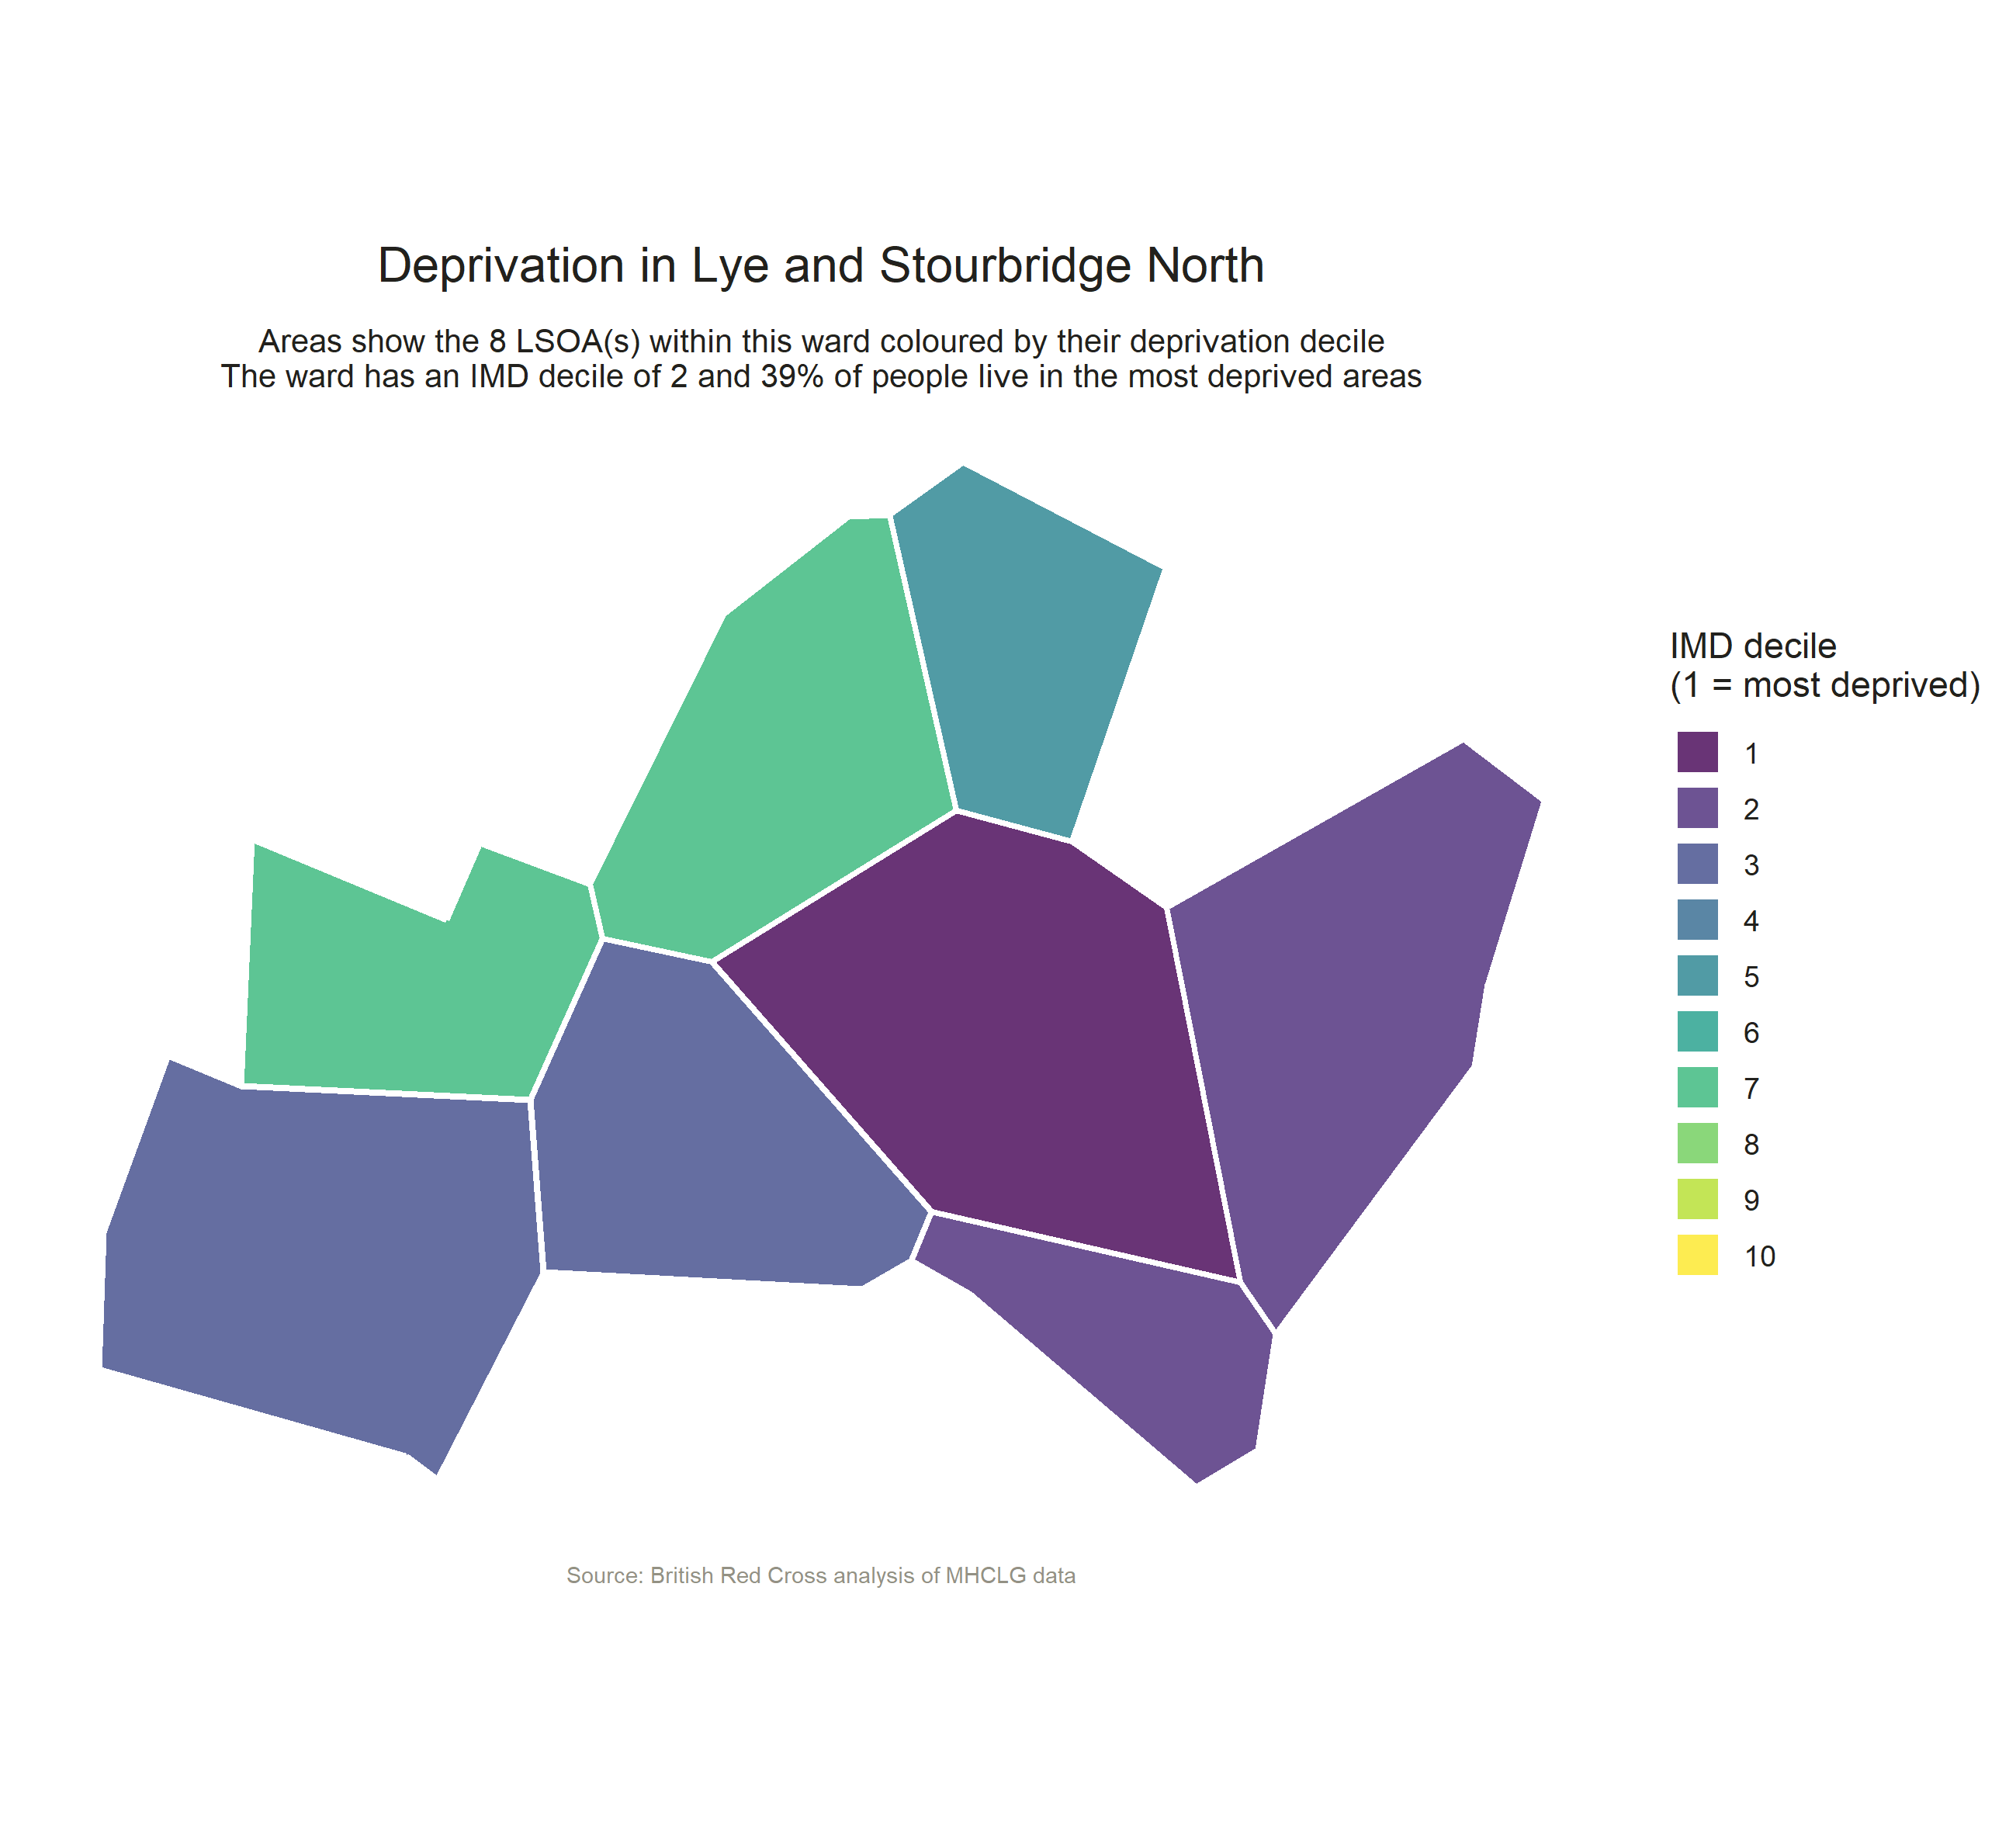 Deprivation in Lye and Stourbridge North
Areas show the 8 LSOA(s) within this ward coloured by their deprivation decile
The ward has an IMD decile of 2 and 39% of people live in the most deprived areas
IMD decile
(1 = most deprived)
1
2
3
4
5
6
7
8
9
10
Source: British Red Cross analysis of MHCLG data